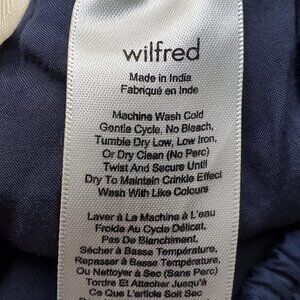 wilfred
Made in India
Fabriqué en Inde
Machine Wash Cold
Gentle Cycle. No Bleach,
Tumble Dry Low, Low Iron,
Or Dry Clean (No Perc)
Twist And Secure Until
Dry To Maintain Crinkle Effect
Wash With Like Colours
Laver À La Machine À L'eau
Froide Au Cycle Délicat,
Pas De Blanchiment,
Sécher à Basse Température,
Repasser à Basse Température,
Ou Nettoyer à Sec (Sans Perc)
Tordre Et Attacher Jusqu'à
Ce Que L'article Soit Sec